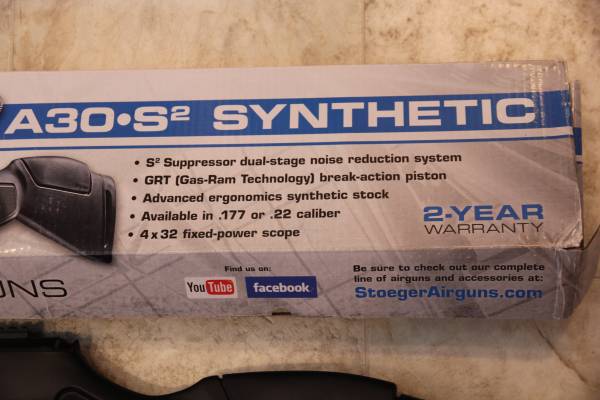 A30•S² SYNTHETIC
• S² Suppressor dual-stage noise reduction system
• GRT (Gas-Ram Technology) break-action piston
• Advanced ergonomics synthetic stock
• Available in .177 or .22 caliber
• 4 x 32 fixed-power scope
2-YEAR
WARRANTY
UNS
Find us on:
YouTube
facebook
Be sure to check out our complete
line of airguns and accessories at:
StoegerAirguns.com